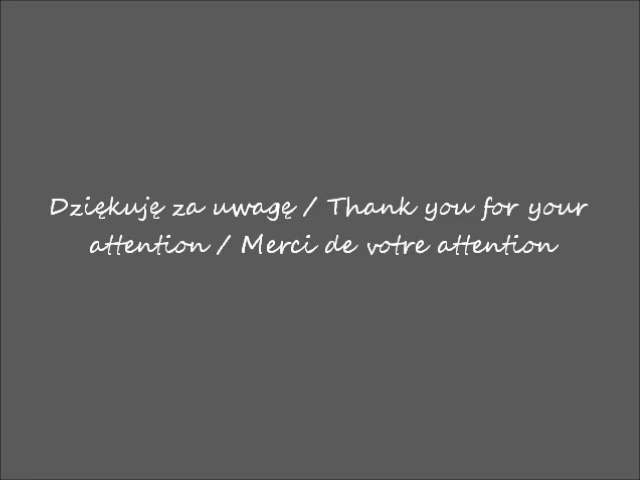 Dziękuję za uwagę / Thank you for your
attention / Merci de votre attention